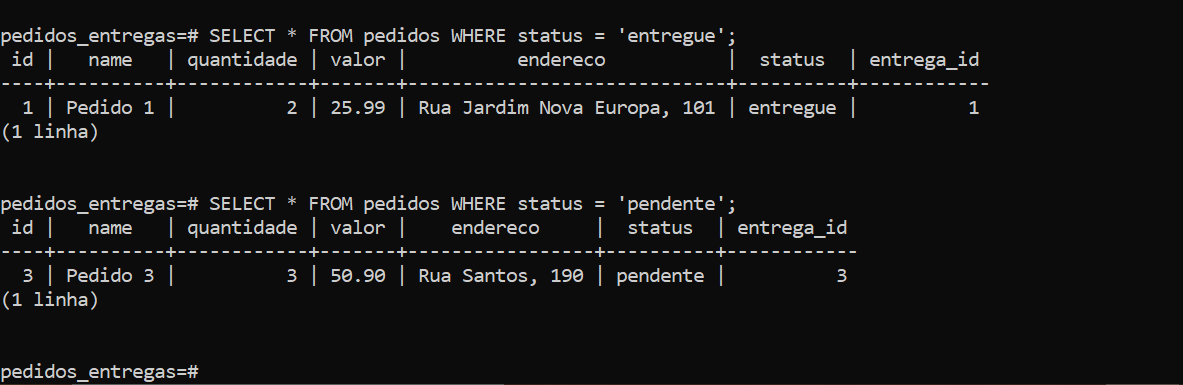 pedidos_entregas=# SELECT * FROM pedidos WHERE status = 'entregue';
 id |   name   | quantidade | valor |          endereco           |  status  | entrega_id
----+----------+------------+-------+-----------------------------+----------+------------
  1 | Pedido 1 |          2 | 25.99 | Rua Jardim Nova Europa, 101 | entregue |          1
(1 linha)
pedidos_entregas=# SELECT * FROM pedidos WHERE status = 'pendente';
 id |   name   | quantidade | valor |    endereco     |  status  | entrega_id
----+----------+------------+-------+-----------------+----------+------------
  3 | Pedido 3 |          3 | 50.90 | Rua Santos, 190 | pendente |          3
(1 linha)
pedidos_entregas=#